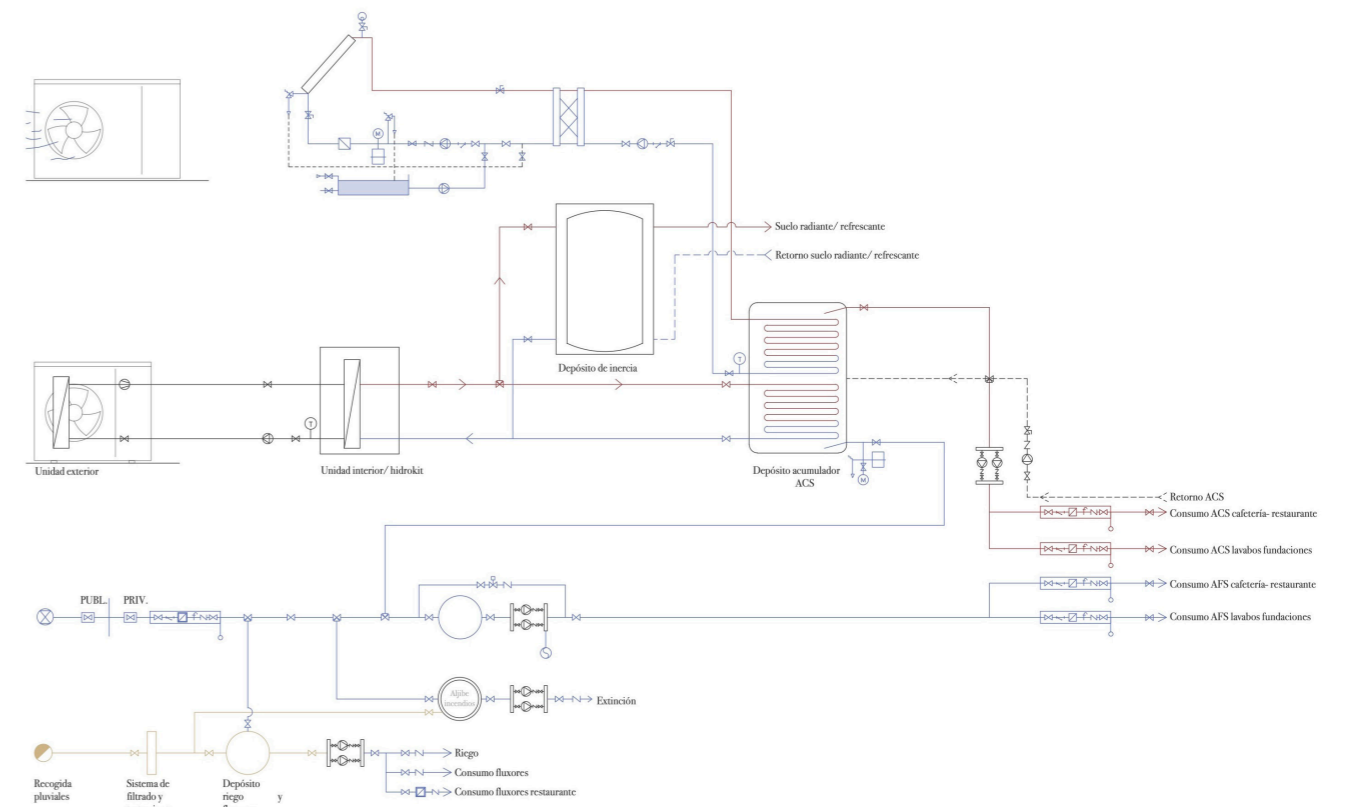 M
Suelo radiante/ refrescante
Retorno suelo radiante/ refrescante
Depósito de inercia
T
T
Unidad exterior
Unidad interior/ hidrokit
Depósito acumulador
ACS
M
Retorno ACS
Consumo ACS cafetería- restaurante
Consumo ACS lavabos fundaciones
Consumo AFS cafetería- restaurante
PUBL.
PRIV.
Consumo AFS lavabos fundaciones
Aljibe
incendios
Extinción
Riego
Consumo fluxores
Consumo fluxores restaurante
Recogida
pluviales
Sistema de
filtrado y
Depósito
riego y